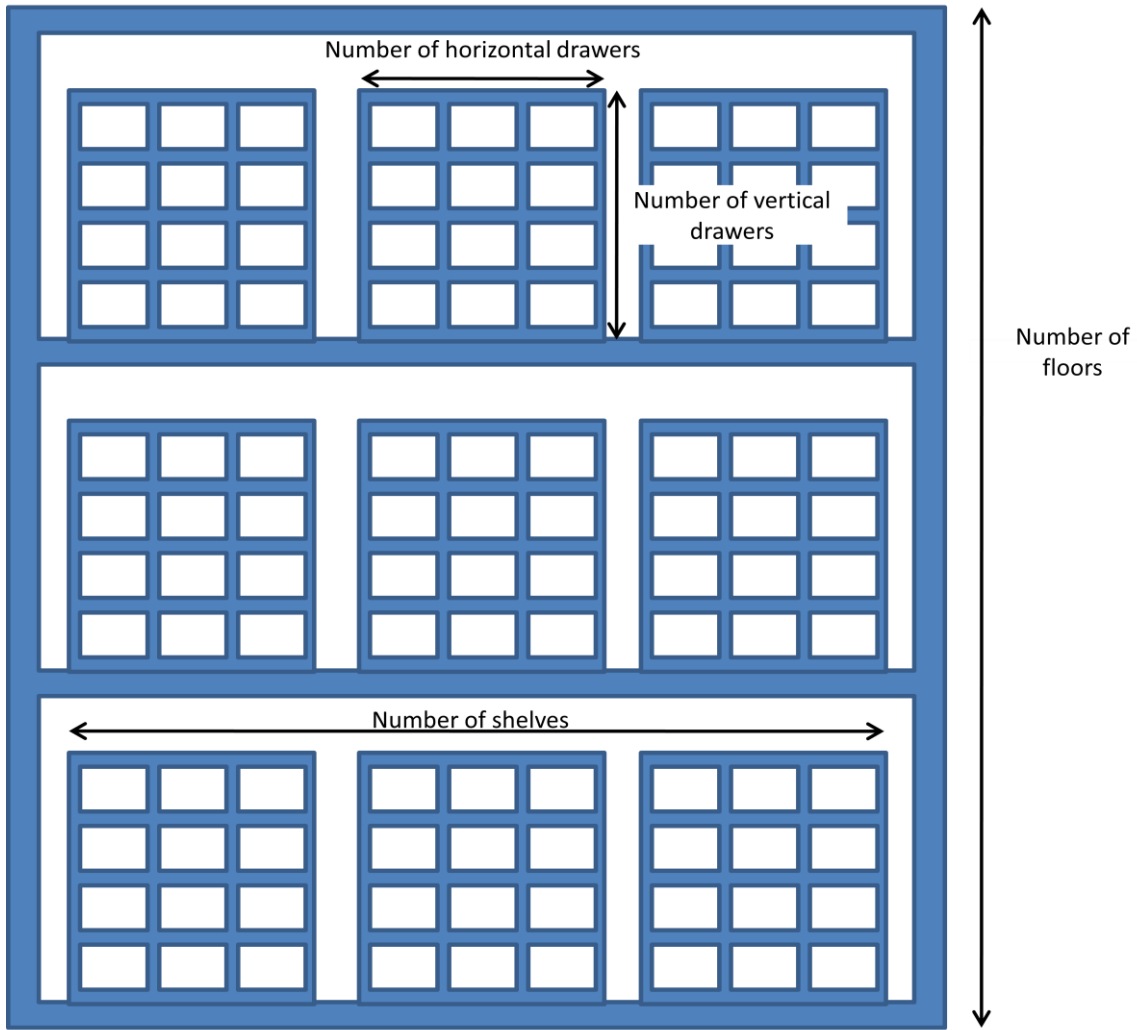 Number of horizontal drawers
Number of vertical
drawers
Number of
floors
Number of shelves